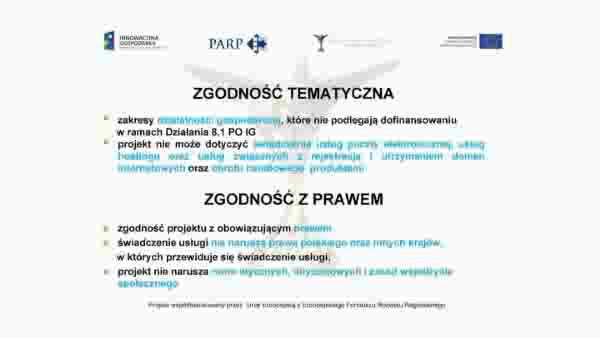 INNOWACYJNA
GOSPODARKA
PARP
ZGODNOŚĆ TEMATYCZNA
zakresy działalności gospodarczej, które nie podlegają dofinansowaniu
w ramach Działania 8.1 PO IG
projekt nie może dotyczyć świadczenia usług poczty elektronicznej, usług
hostingu oraz usług związanych z rejestracją i utrzymaniem domen
internetowych oraz obrotu handlowego produktami
ZGODNOŚĆ Z PRAWEM
zgodność projektu z obowiązującym prawem
świadczenie usługi nie narusza prawa polskiego oraz innych krajów,
w których przewiduje się świadczenie usługi,
projekt nie narusza norm etycznych, obyczajowych i zasad współżycia
społecznego
Projekt współfinansowany przez Unię Europejską z Europejskiego Funduszu Rozwoju Regionalnego